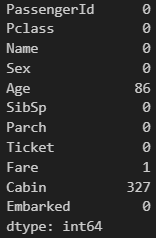 PassengerId 0
Pclass 0
Name 0
Sex 0
Age 86
SibSp 0
Parch 0
Ticket 0
Fare 1
Cabin 327
Embarked 0
dtype: int64